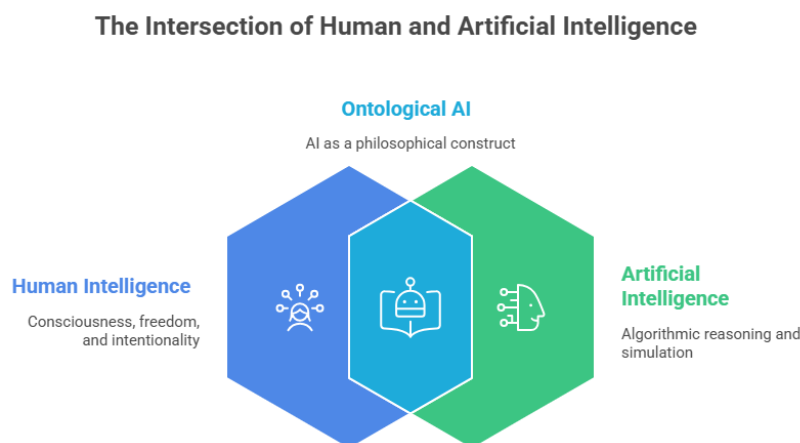 The Intersection of Human and Artificial Intelligence
Ontological AI
AI as a philosophical construct
Human Intelligence
Consciousness, freedom,
and intentionality
Artificial
Intelligence
Algorithmic reasoning and
simulation